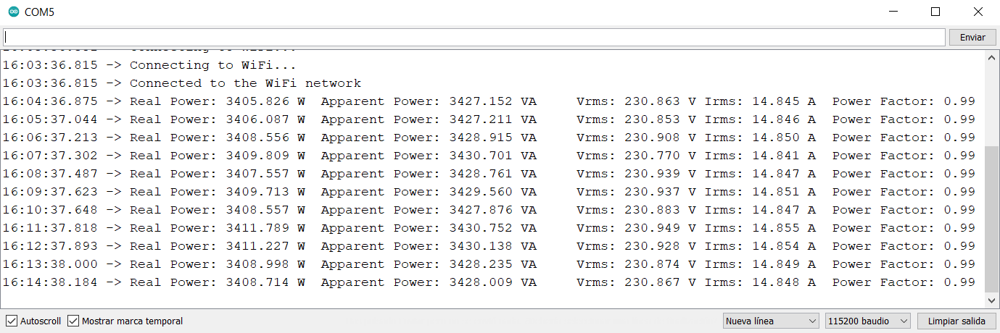 COM5
Enviar
16:03:36.815 -> Connecting to WiFi...
16:03:36.815 -> Connected to the WiFi network
16:04:36.875 -> Real Power: 3405.826 W  Apparent Power: 3427.152 VA     Vrms: 230.863 V Irms: 14.845 A  Power Factor: 0.99
16:05:37.044 -> Real Power: 3406.087 W  Apparent Power: 3427.211 VA     Vrms: 230.853 V Irms: 14.846 A  Power Factor: 0.99
16:06:37.213 -> Real Power: 3408.556 W  Apparent Power: 3428.915 VA     Vrms: 230.908 V Irms: 14.850 A  Power Factor: 0.99
16:07:37.302 -> Real Power: 3409.809 W  Apparent Power: 3430.701 VA     Vrms: 230.770 V Irms: 14.841 A  Power Factor: 0.99
16:08:37.487 -> Real Power: 3407.557 W  Apparent Power: 3428.761 VA     Vrms: 230.939 V Irms: 14.847 A  Power Factor: 0.99
16:09:37.623 -> Real Power: 3409.713 W  Apparent Power: 3429.560 VA     Vrms: 230.937 V Irms: 14.851 A  Power Factor: 0.99
16:10:37.648 -> Real Power: 3408.557 W  Apparent Power: 3427.876 VA     Vrms: 230.883 V Irms: 14.847 A  Power Factor: 0.99
16:11:37.818 -> Real Power: 3411.789 W  Apparent Power: 3430.752 VA     Vrms: 230.949 V Irms: 14.855 A  Power Factor: 0.99
16:12:37.893 -> Real Power: 3411.227 W  Apparent Power: 3430.138 VA     Vrms: 230.928 V Irms: 14.854 A  Power Factor: 0.99
16:13:38.000 -> Real Power: 3408.998 W  Apparent Power: 3428.235 VA     Vrms: 230.874 V Irms: 14.849 A  Power Factor: 0.99
16:14:38.184 -> Real Power: 3408.714 W  Apparent Power: 3428.009 VA     Vrms: 230.867 V Irms: 14.848 A  Power Factor: 0.99
Autoscroll Mostrar marca temporal Nueva línea 115200 baudio Limpiar salida